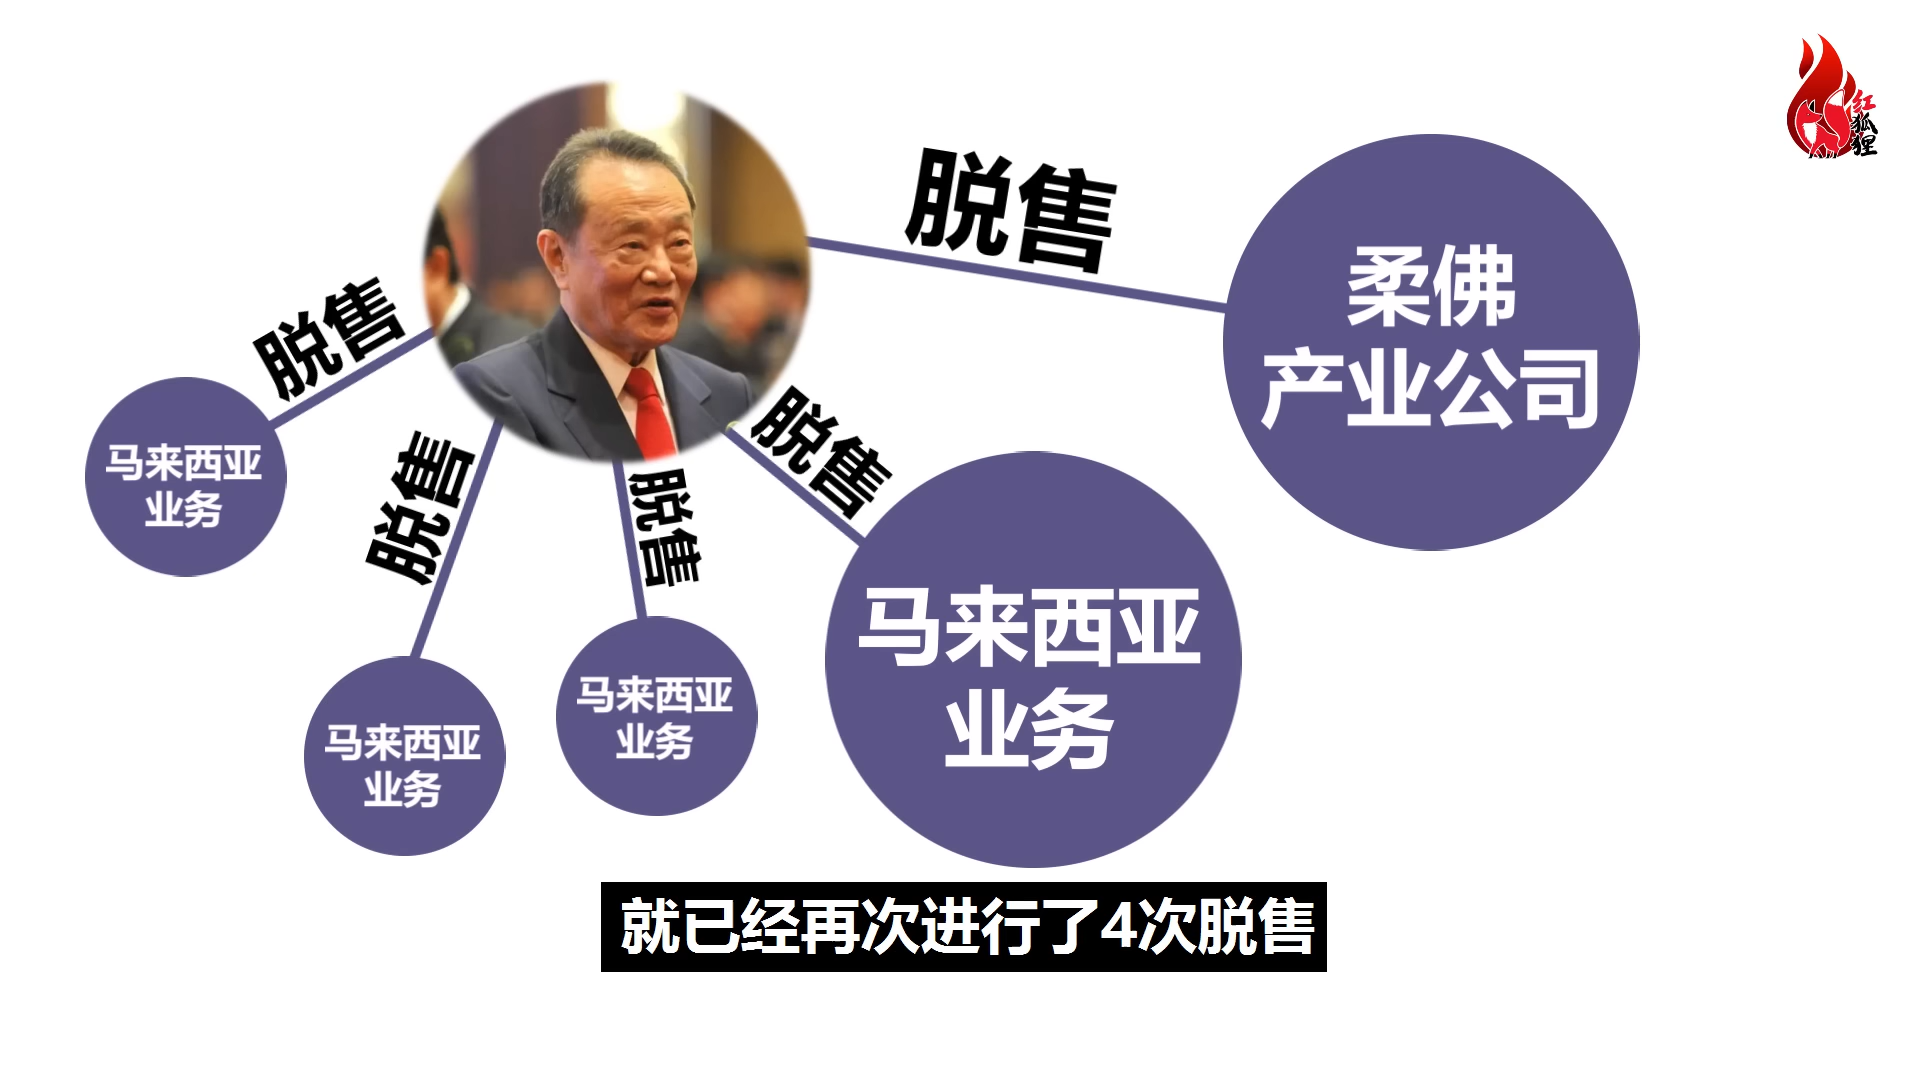 红狐狸
脱售
柔佛
产业公司
脱售
马来西亚
业务
脱售
马来西亚
业务
脱售
马来西亚
业务
脱售
马来西亚
业务
就已经再次进行了4次脱售